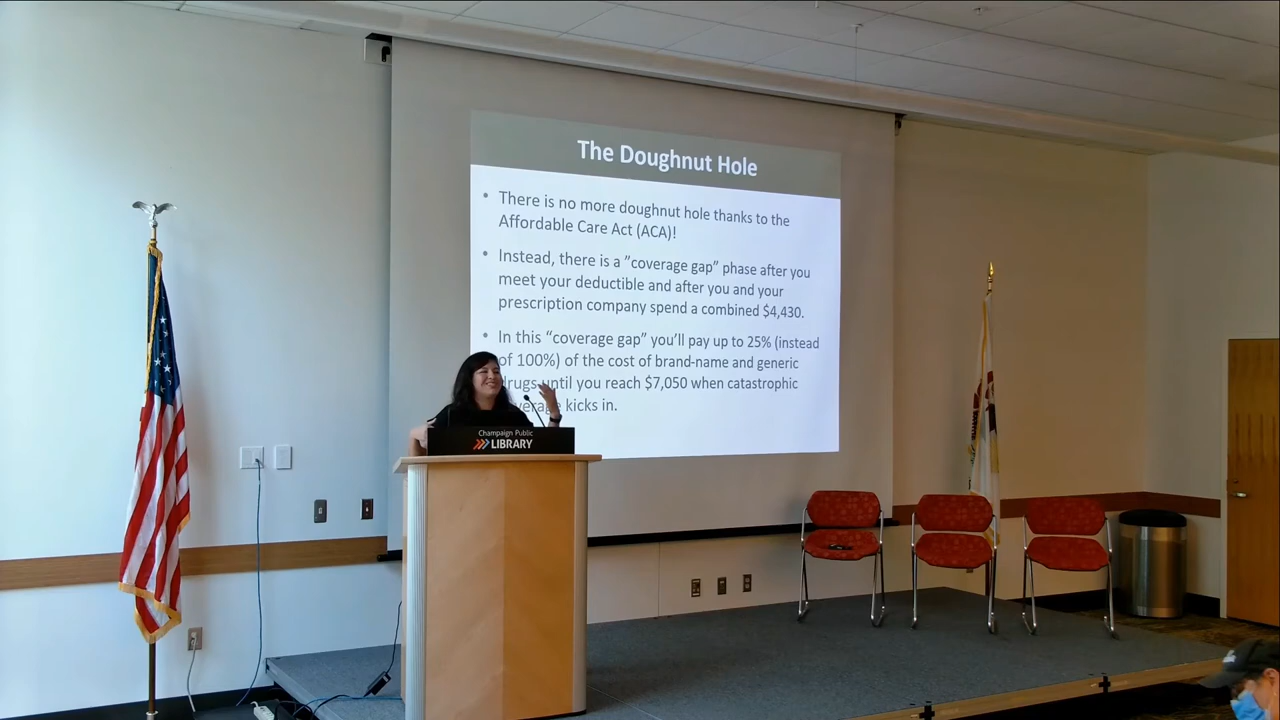 The Doughnut Hole
• There is no more doughnut hole thanks to the
Affordable Care Act (ACA)!
• Instead, there is a "coverage gap" phase after you
meet your deductible and after you and your
prescription company spend a combined $4,430.
• In this "coverage gap" you'll pay up to 25% (instead
of 100%) of the cost of brand-name and generic
drugs until you reach $7,050 when catastrophic
coverage kicks in.
Champaign Public
LIBRARY